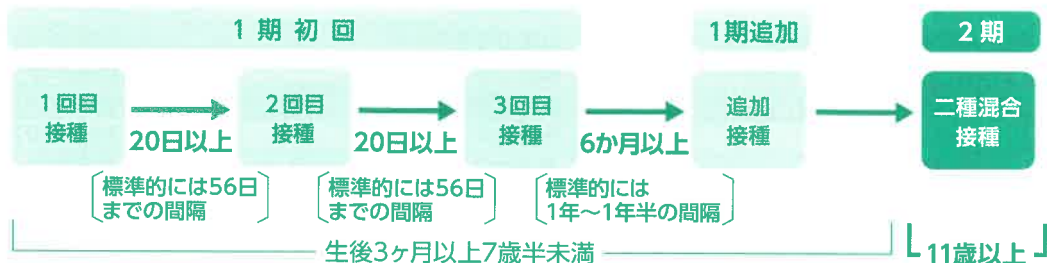 1期初回
1期追加
2期
1回目
接種
20日以上
2回目
接種
20日以上
3回目
接種
6か月以上
追加
接種
二種混合
接種
標準的には56日
までの間隔
標準的には56日
までの間隔
標準的には
1年～1年半の間隔
生後3ヶ月以上7歳半未満
11歳以上